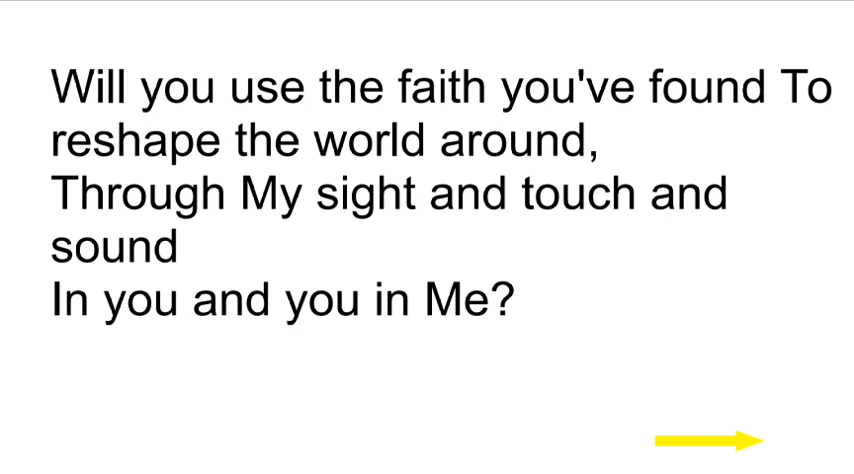 Will you use the faith you've found To
reshape the world around,
Through My sight and touch and
sound
In you and you in Me?